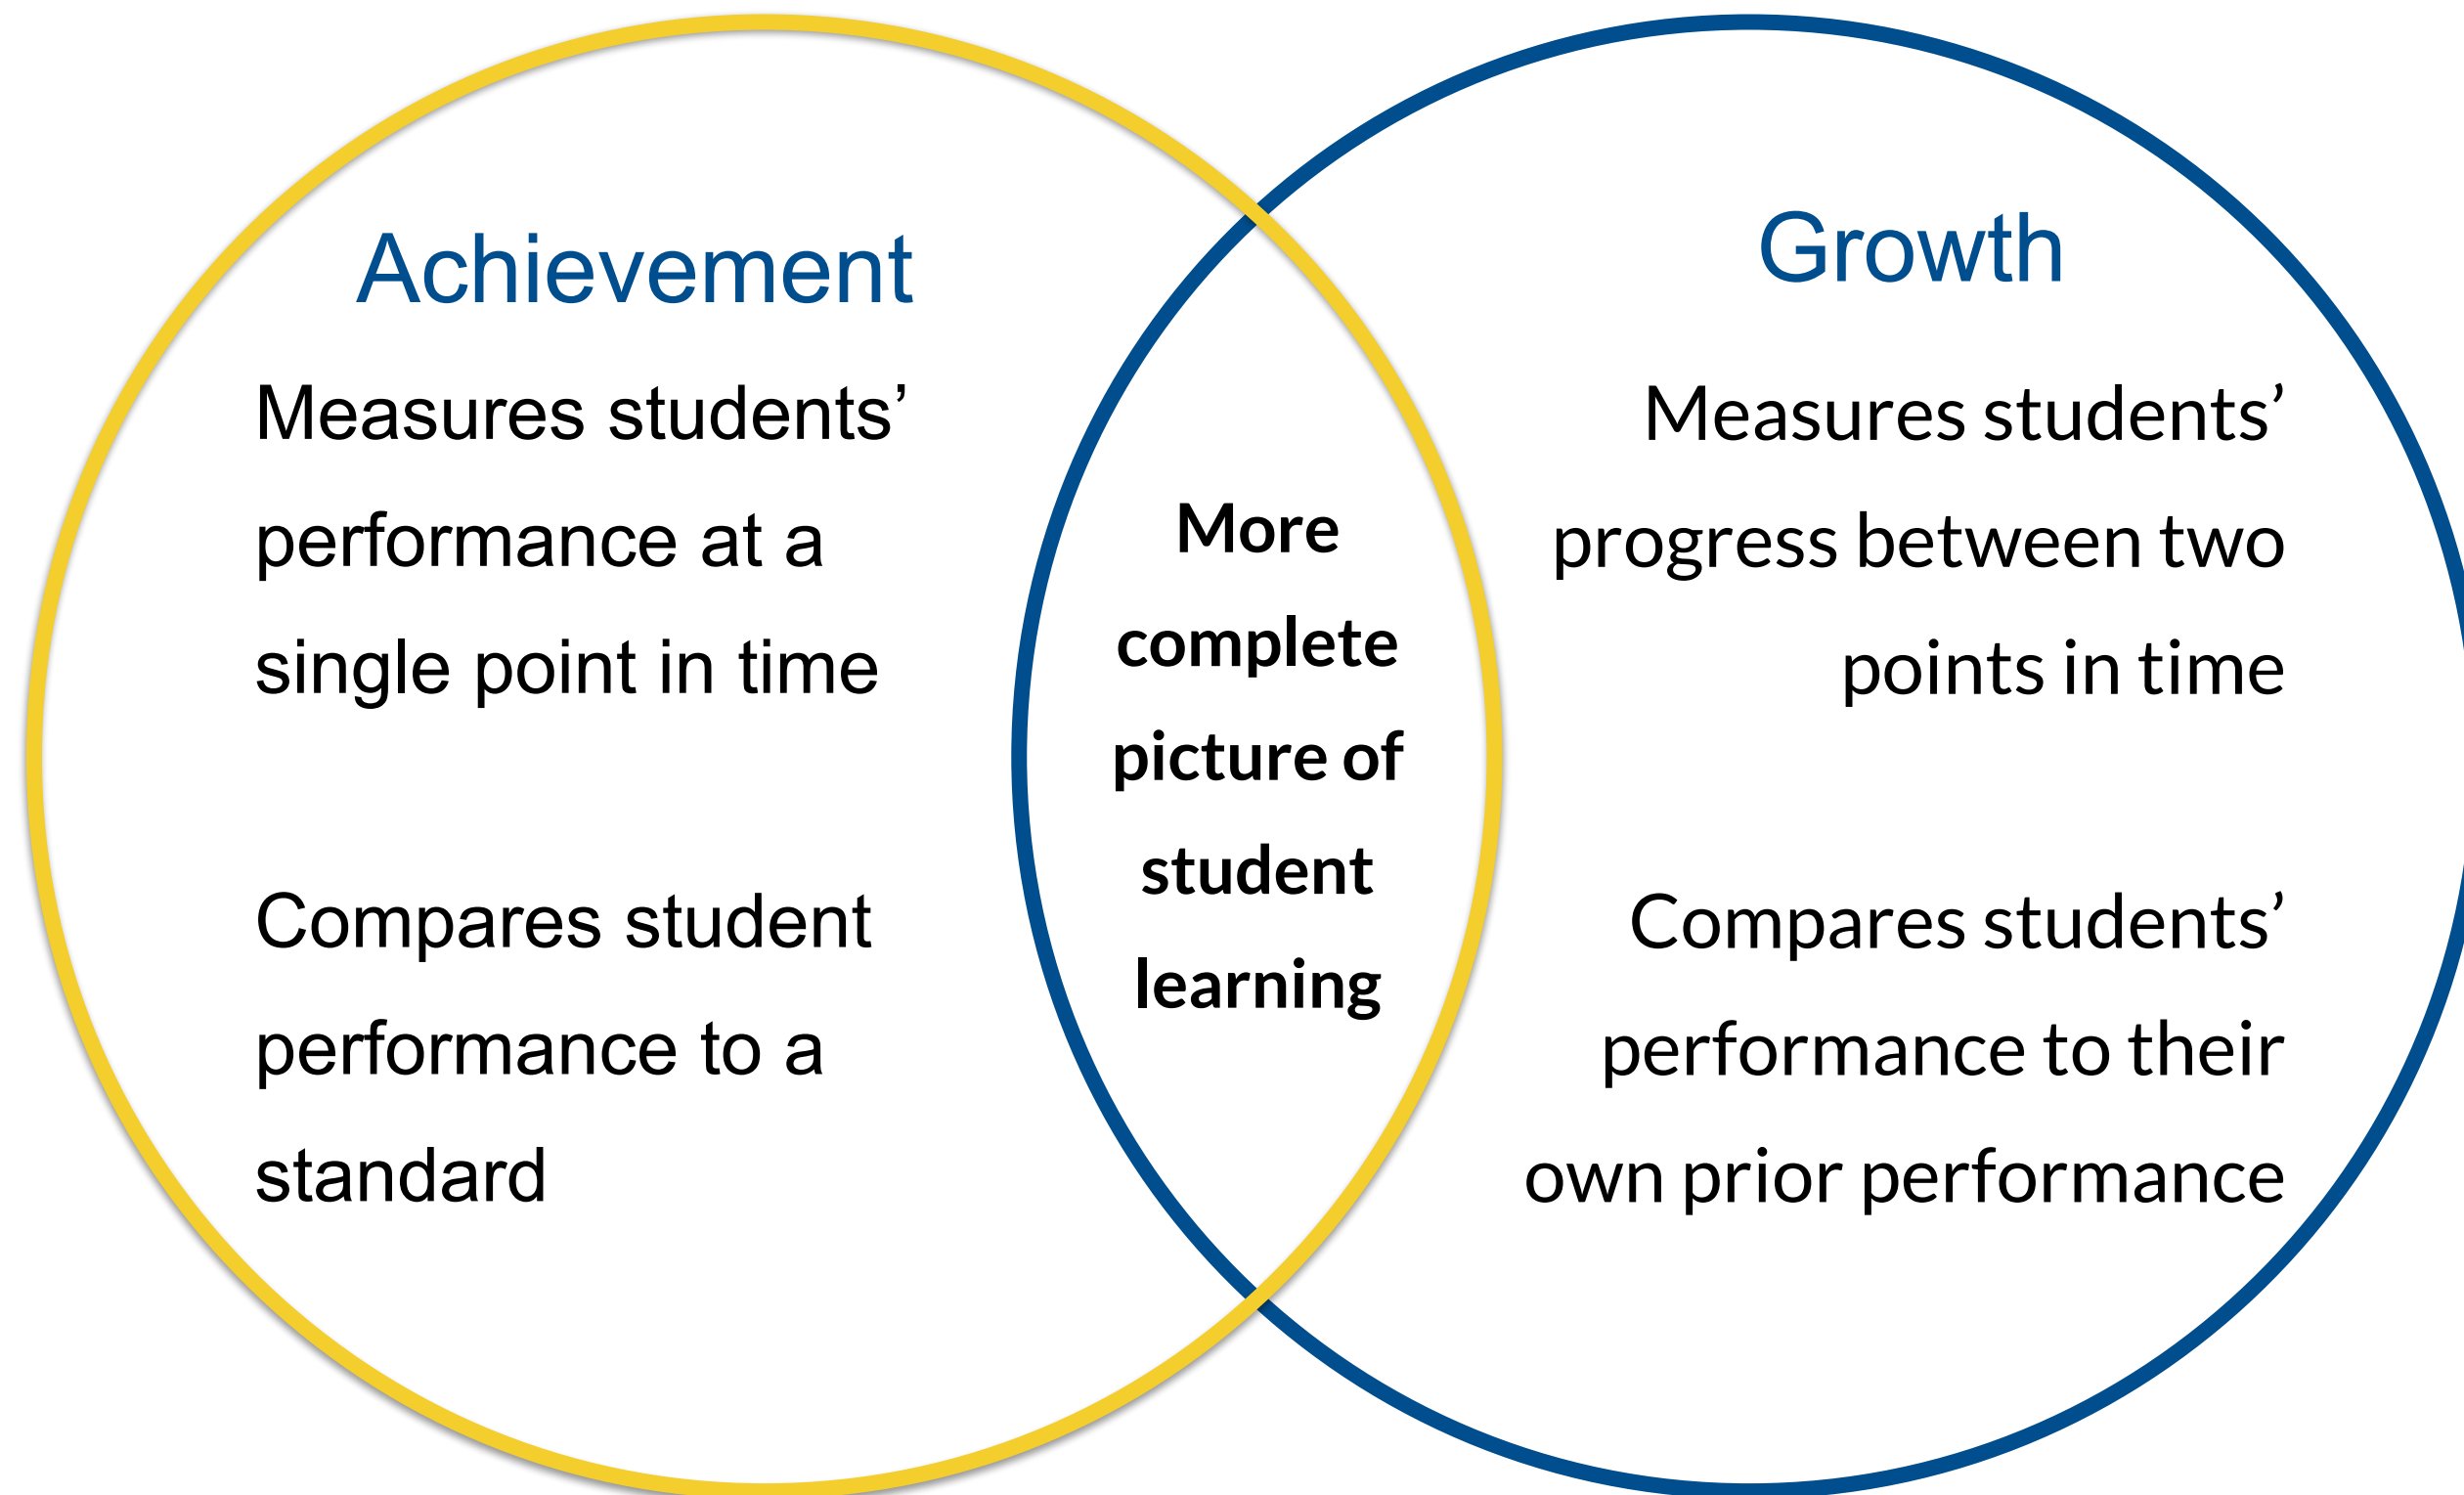 Achievement
Measures students’
performance at a
single point in time
Compares student
performance to a
standard
More
complete
picture of
student
learning
Growth
Measures students’
progress between two
points in time
Compares students’
performance to their
own prior performance